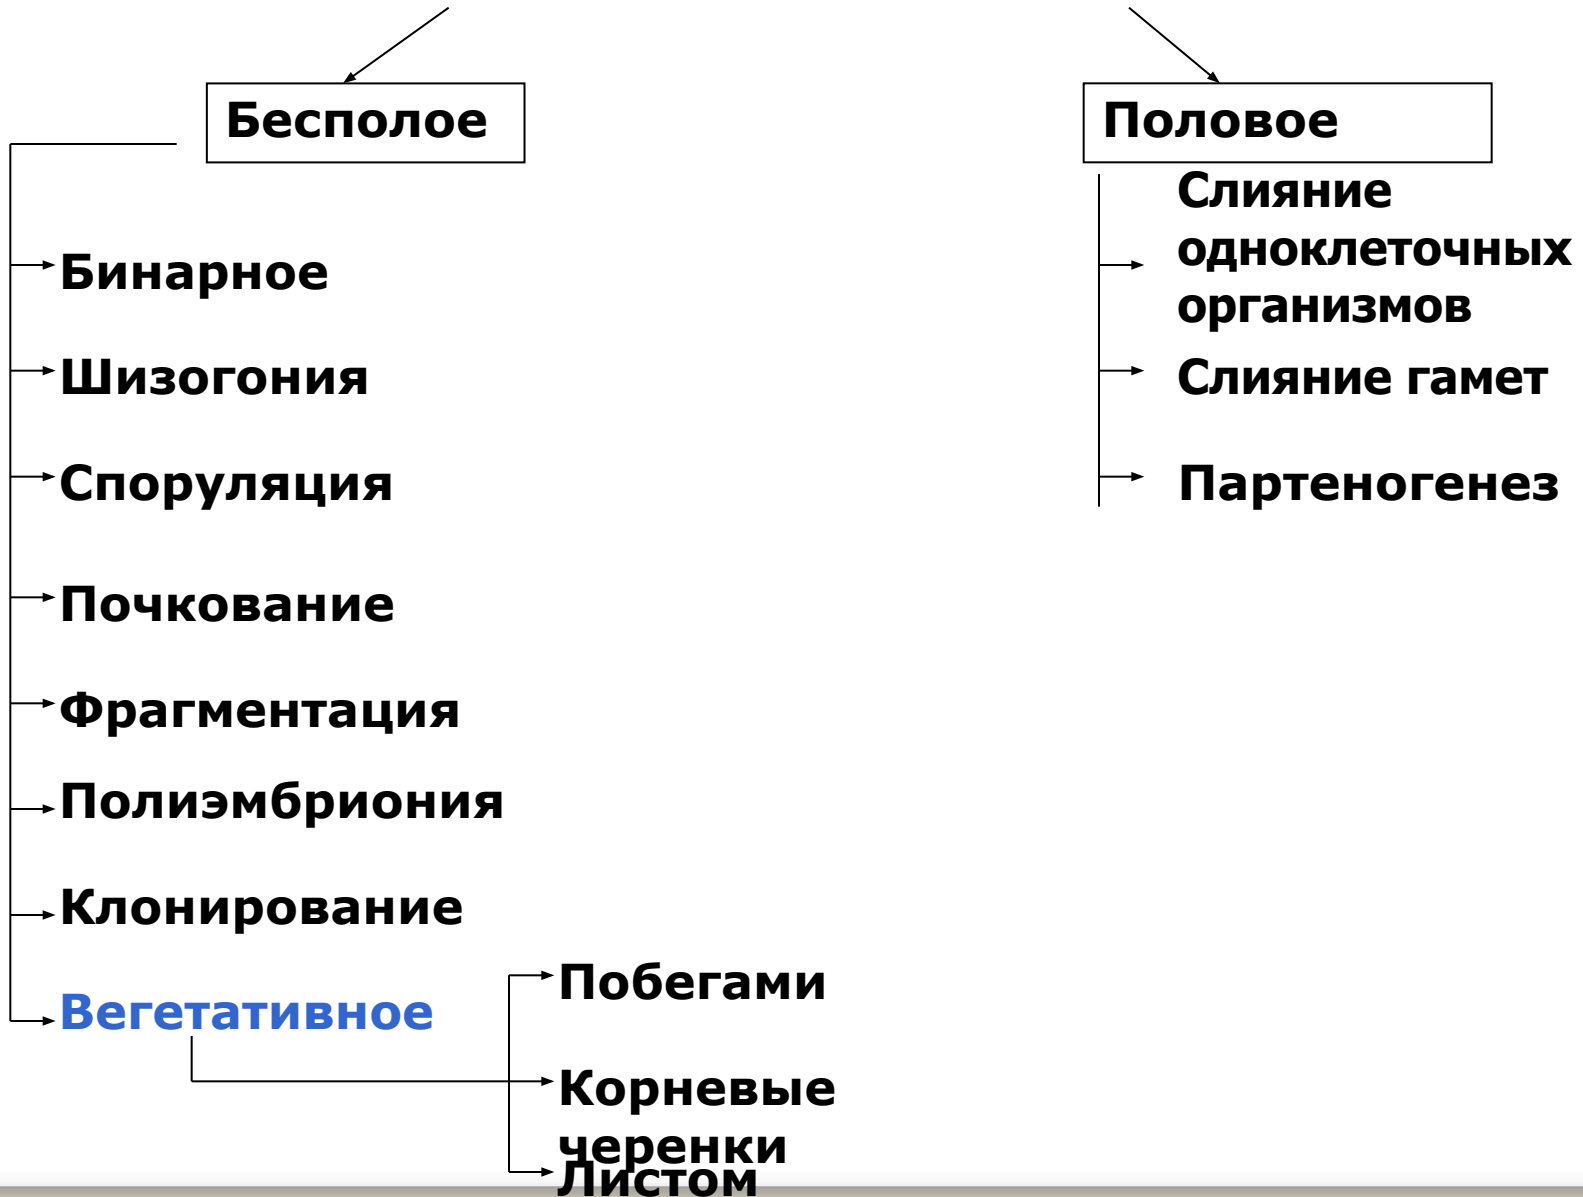 Бесполое
Бинарное
Шизогония
Споруляция
Почкование
Фрагментация
Полиэмбриония
Клонирование
Вегетативное
Побегами
Корневые
черенки
Листом
Половое
Слияние
одноклеточных
организмов
Слияние гамет
Партеногенез